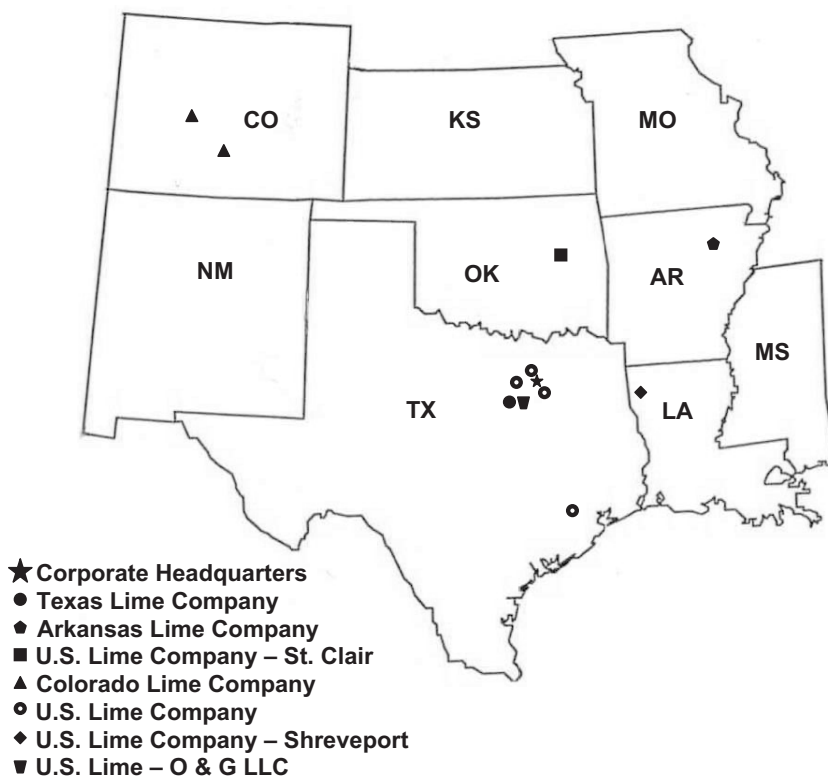 CO
KS
MO
NM
OK
AR
MS
TX
LA
Corporate Headquarters
Texas Lime Company
Arkansas Lime Company
U.S. Lime Company – St. Clair
Colorado Lime Company
U.S. Lime Company
U.S. Lime Company – Shreveport
U.S. Lime – O & G LLC